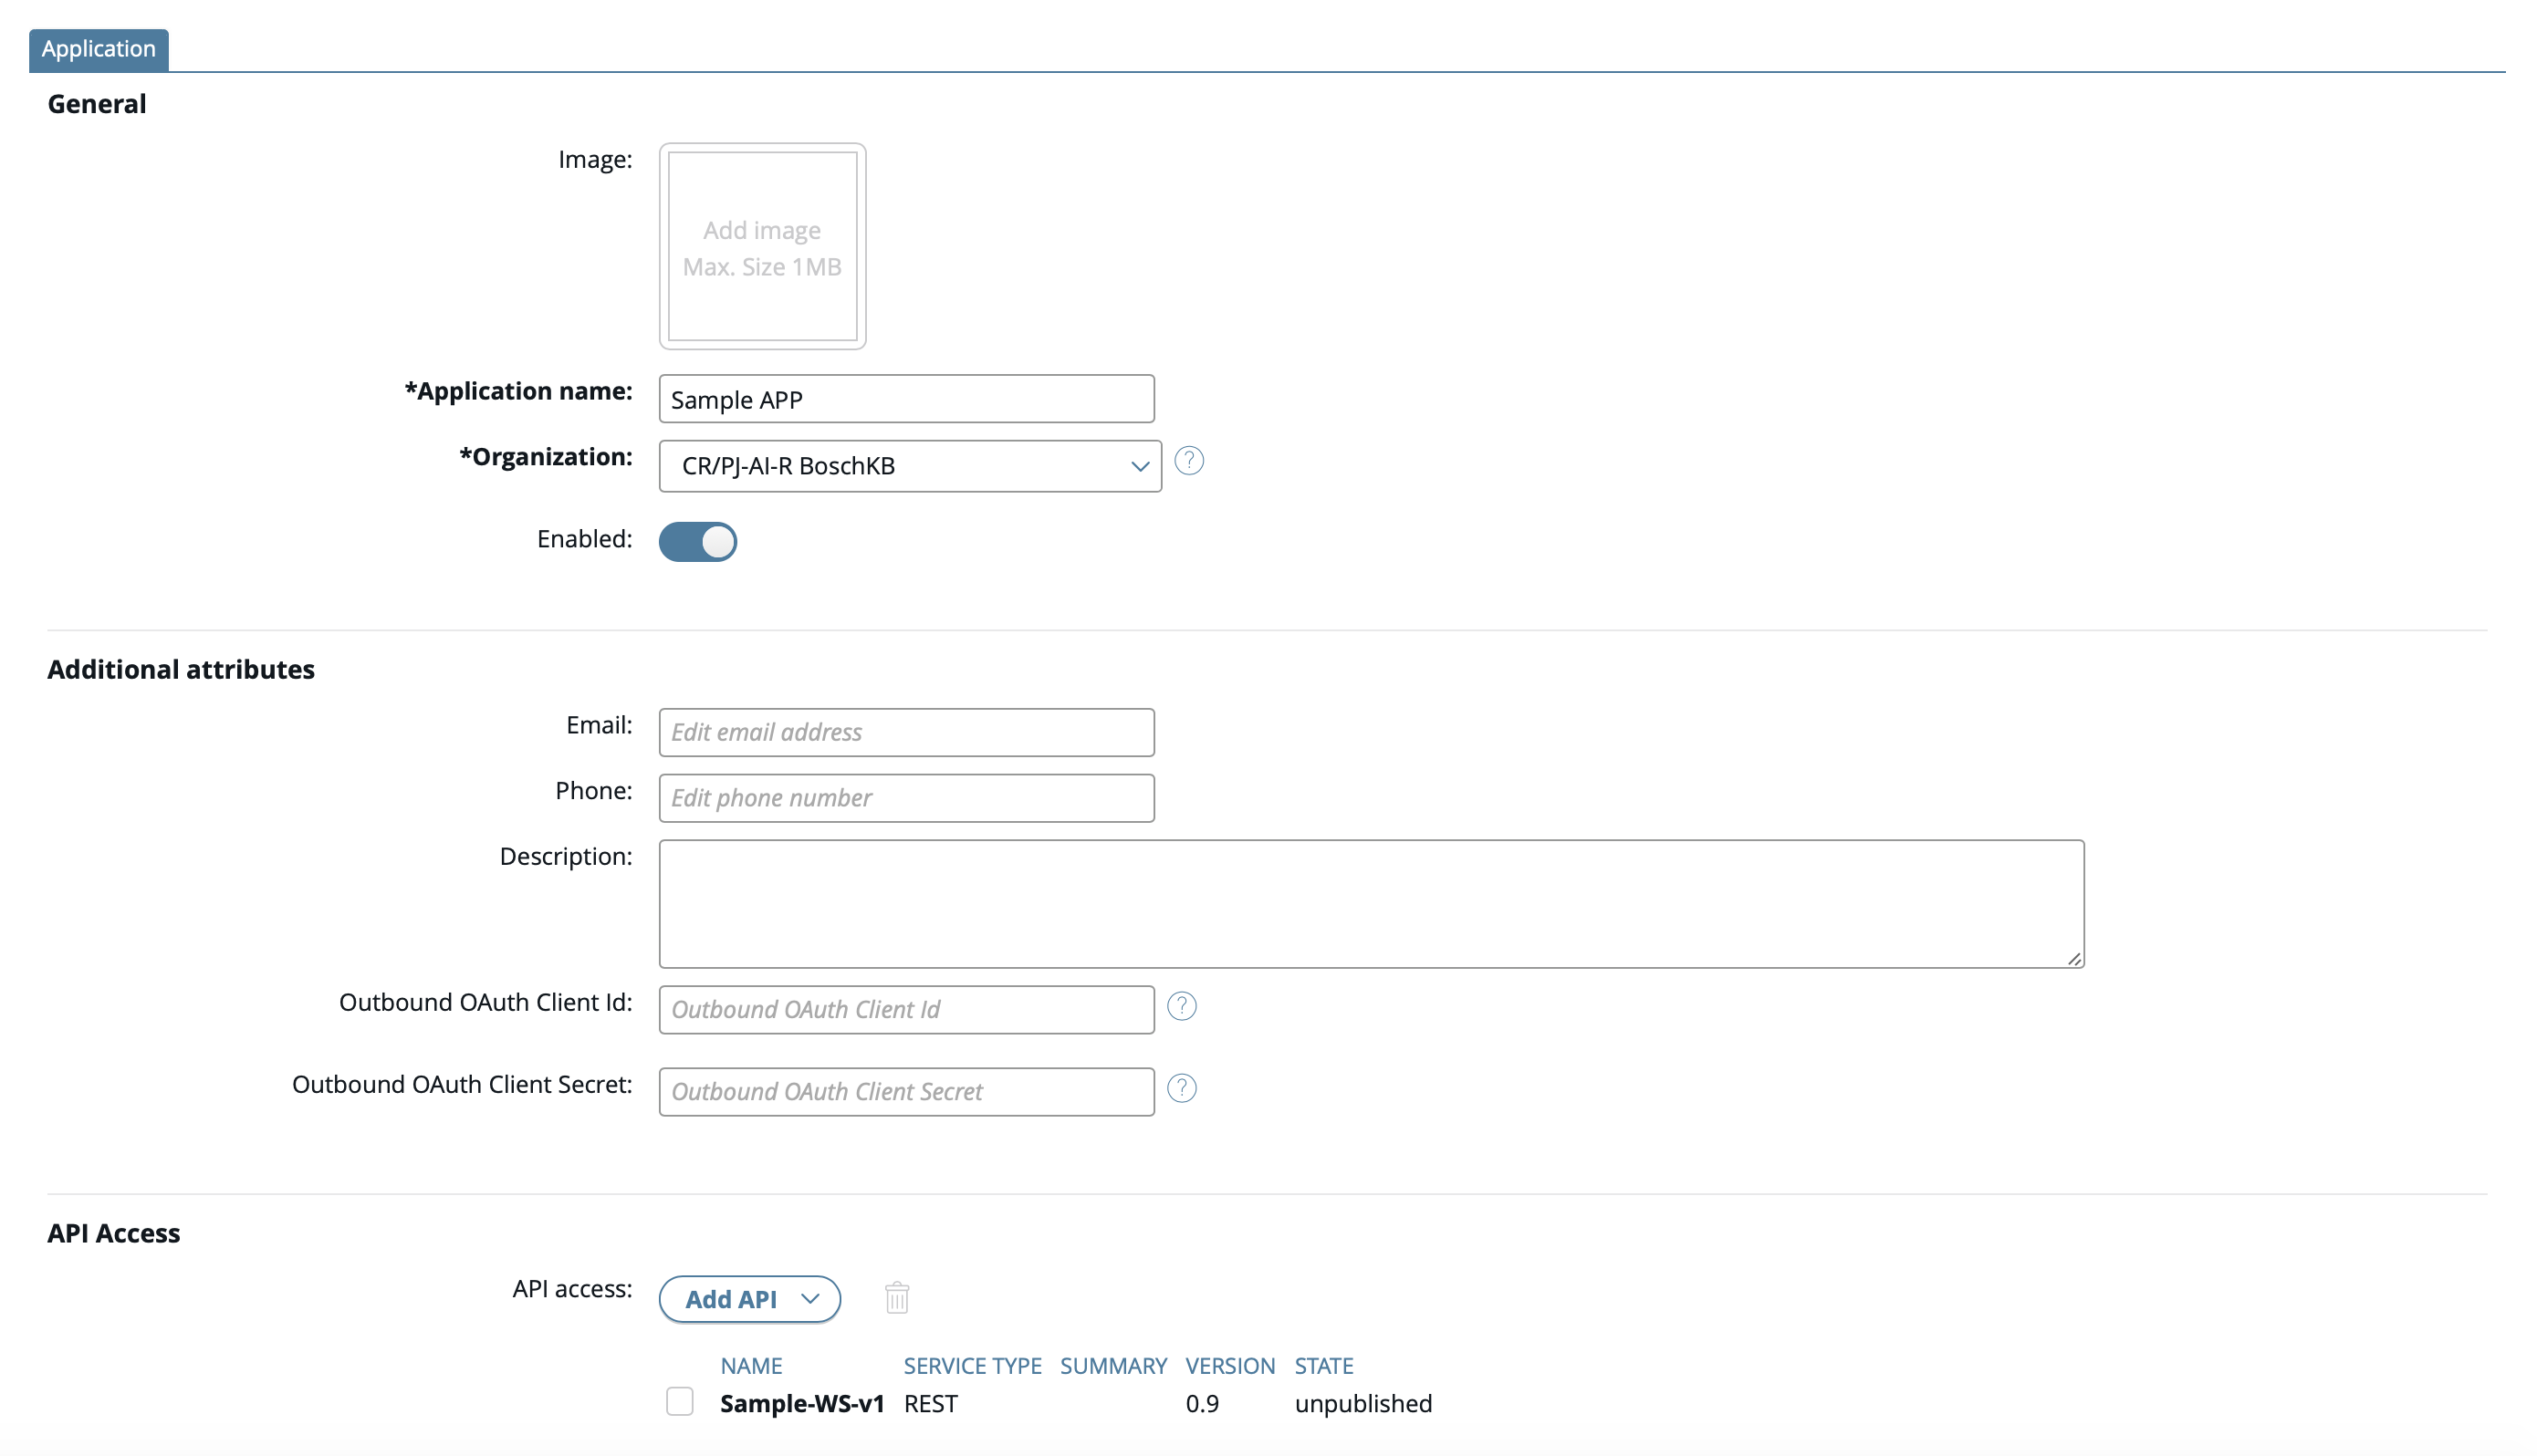 Application
General
Image:
Add image
Max. Size 1MB
*Application name:
Sample APP
*Organization:
CR/PJ-AI-R BoschKB
?
Enabled:
Additional attributes
Email:
Edit email address
Phone:
Edit phone number
Description:
Outbound OAuth Client Id:
Outbound OAuth Client Id
?
Outbound OAuth Client Secret:
Outbound OAuth Client Secret
?
API Access
API access:
Add API
NAME SERVICE TYPE SUMMARY VERSION STATE
Sample-WS-v1 REST 0.9 unpublished